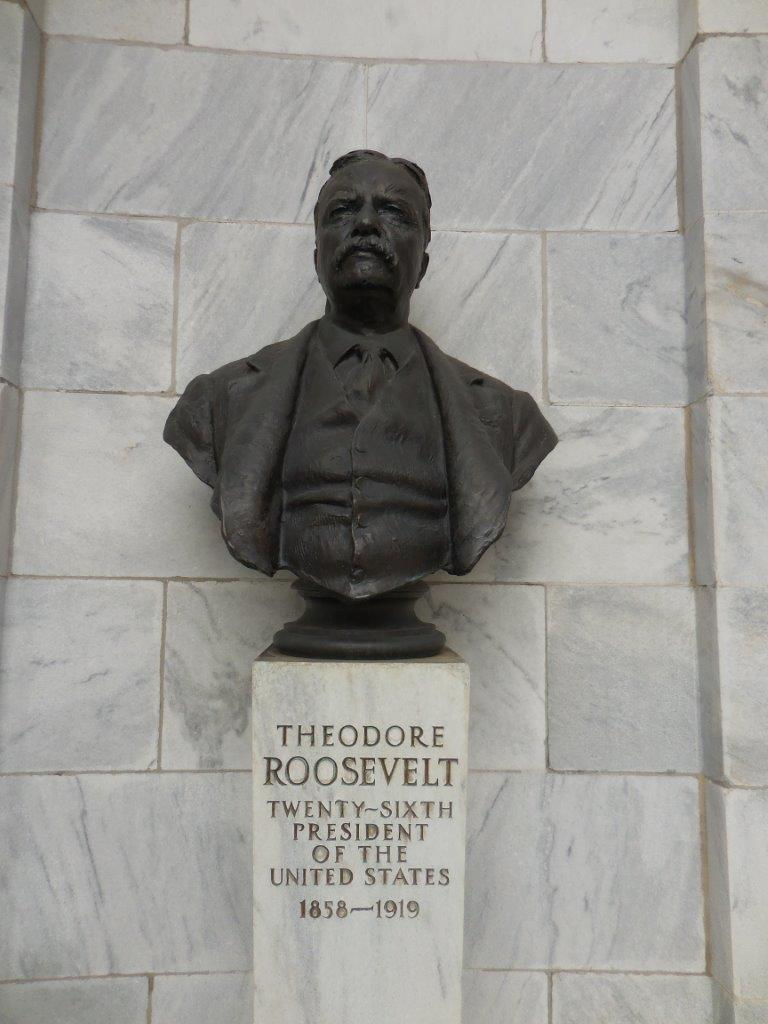 THEODORE
ROOSEVELT
TWENTY~SIXTH
PRESIDENT
OF THE
UNITED STATES
1858—1919